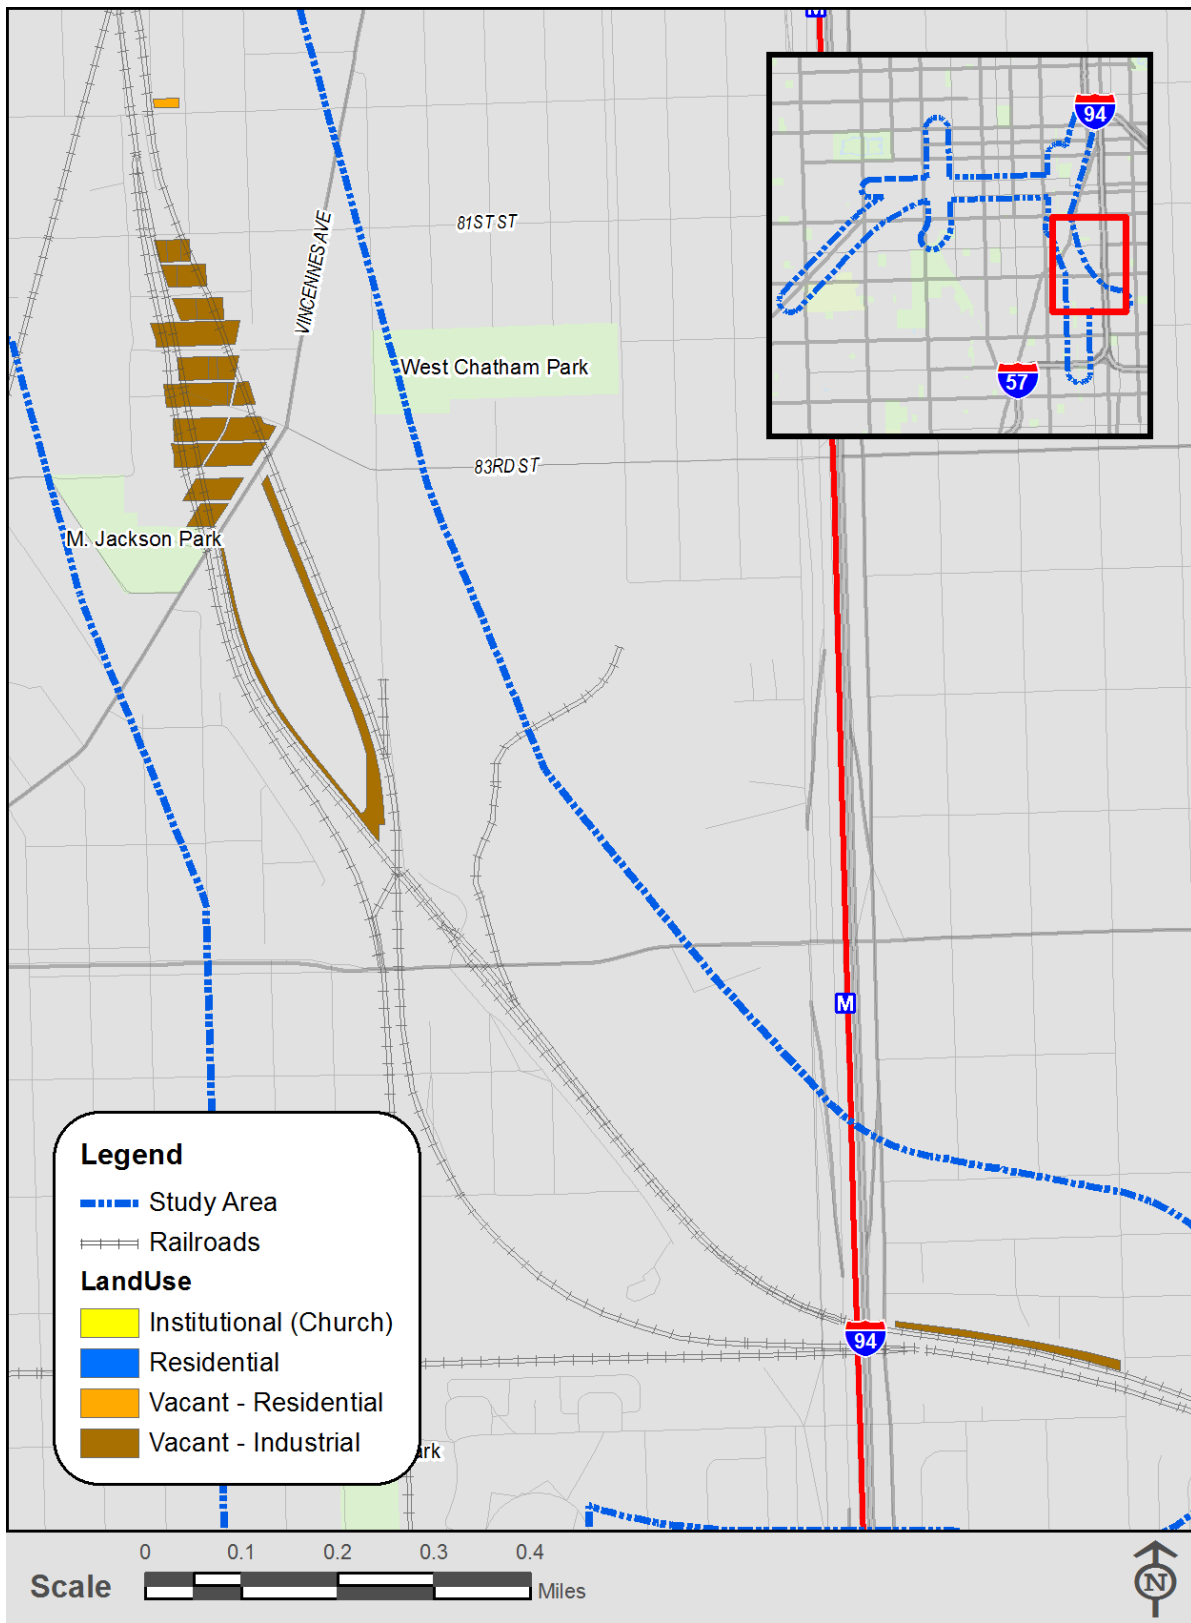 M
94
57
81ST ST
VINCENNES AVE
West Chatham Park
83RD ST
M. Jackson Park
M
94
Legend
Study Area
Railroads
LandUse
Institutional (Church)
Residential
Vacant - Residential
Vacant - Industrial
ark
0 0.1 0.2 0.3 0.4
Scale
Miles
N